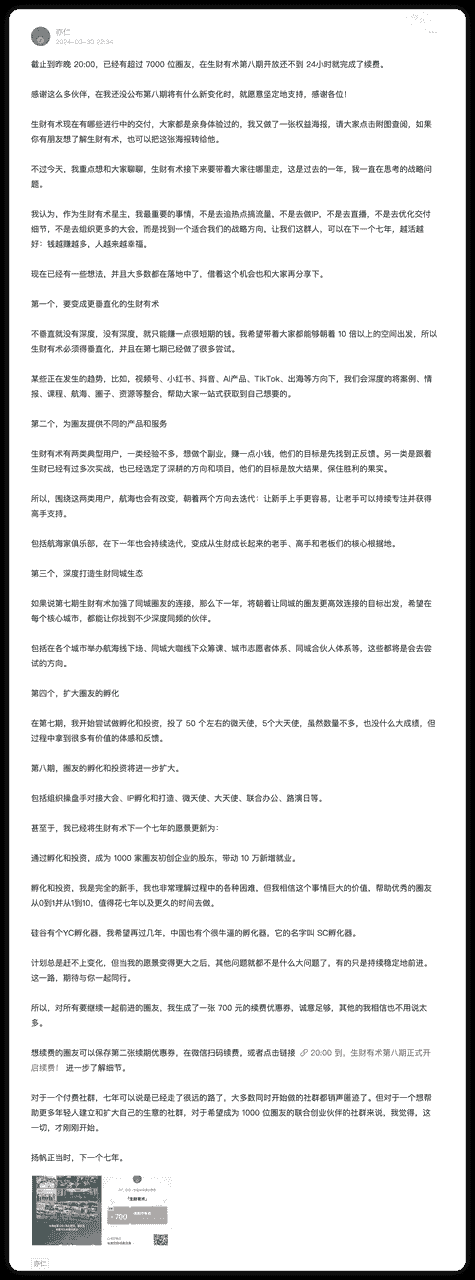 亦仁
2024-03-30 22:34
截止到昨晚 20:00，已经有超过 7000 位圈友，在生财有术第八期开放还不到 24小时就完成了续费。
感谢这么多伙伴，在我还没公布第八期将有什么新变化时，就愿意坚定地支持，感谢各位！
生财有术现在有哪些进行中的交付，大家都是亲身体验过的，我又做了一张权益海报，请大家点击附图查阅，如果
你有朋友想了解生财有术，也可以把这张海报转给他。
不过今天，我重点想和大家聊聊，生财有术接下来要带着大家往哪里走，这是过去的一年，我一直在思考的战略问
题。
我认为，作为生财有术星主，我最重要的事情，不是去追热点搞流量，不是去做IP，不是去直播，不是去优化交付
细节，不是去组织更多的大会，而是找到一个适合我们的战略方向，让我们这群人，可以在下一个七年，越活越
好：钱越赚越多，人越来越幸福。
现在已经有一些想法，并且大多数都在落地中了，借着这个机会也和大家再分享下。
第一个，要变成更垂直化的生财有术
不垂直就没有深度，没有深度，就只能赚一点很短期的钱。我希望带着大家都能够朝着 10 倍以上的空间出发，所以
生财有术必须得垂直化，并且在第七期已经做了很多尝试。
某些正在发生的趋势，比如，视频号、小红书、抖音、AI产品、TikTok、出海等方向下，我们会深度的将案例、情
报、课程、航海、圈子、资源等整合，帮助大家一站式获取到自己想要的。
第二个，为圈友提供不同的产品和服务
生财有术有两类典型用户，一类经验不多，想做个副业，赚一点小钱，他们的目标是先找到正反馈。另一类是跟着
生财已经有过多次实战，也已经选定了深耕的方向和项目，他们的目标是放大结果，保住胜利的果实。
所以，围绕这两类用户，航海也会有改变，朝着两个方向去迭代：让新手上手更容易，让老手可以持续专注并获得
高手支持。
包括航海家俱乐部，在下一年也会持续迭代，变成从生财成长起来的老手、高手和老板们的核心根据地。
第三个，深度打造生财同城生态
如果说第七期生财有术加强了同城圈友的连接，那么下一年，将朝着让同城的圈友更高效连接的目标出发，希望在
每个核心城市，都能让你找到不少深度同频的伙伴。
包括在各个城市举办航海线下场、同城大咖线下众筹课、城市志愿者体系、同城合伙人体系等，这些都将是会去尝
试的方向。
第四个，扩大圈友的孵化
在第七期，我开始尝试做孵化和投资，投了 50 个左右的微天使，5个大天使，虽然数量不多，也没什么大成绩，但
过程中拿到很多有价值的体感和反馈。
第八期，圈友的孵化和投资将进一步扩大。
包括组织操盘手对接大会、IP孵化和打造、微天使、大天使、联合办公、路演日等。
甚至于，我已经将生财有术下一个七年的愿景更新为：
通过孵化和投资，成为 1000 家圈友初创企业的股东，带动 10 万新增就业。
孵化和投资，我是完全的新手，我也非常理解过程中的各种困难，但我相信这个事情巨大的价值，帮助优秀的圈友
从0到1并从1到10，值得花七年以及更久的时间去做。
硅谷有个YC孵化器，我希望再过几年，中国也有个很牛逼的孵化器，它的名字叫 SC孵化器。
计划总是赶不上变化，但当我的愿景变得更大之后，其他问题就都不是什么大问题了，有的只是持续稳定地前进。
这一路，期待与你一起同行。
所以，对所有要继续一起前进的圈友，我生成了一张 700 元的续费优惠券，诚意足够，其他的我相信也不用说太
多。
想续费的圈友可以保存第二张续期优惠券，在微信扫码续费，或者点击链接 20:00 到，生财有术第八期正式开
启续费！ 进一步了解细节。
对于一个付费社群，七年可以说是已经走了很远的路了，大多数同时开始做的社群都销声匿迹了。但对于一个想帮
助更多年轻人建立和扩大自己的生意的社群，对于希望成为 1000 位圈友的联合创业伙伴的社群来说，我觉得，这
一切，才刚刚开始。
扬帆正当时，下一个七年。
「生财有术」
700
亦仁